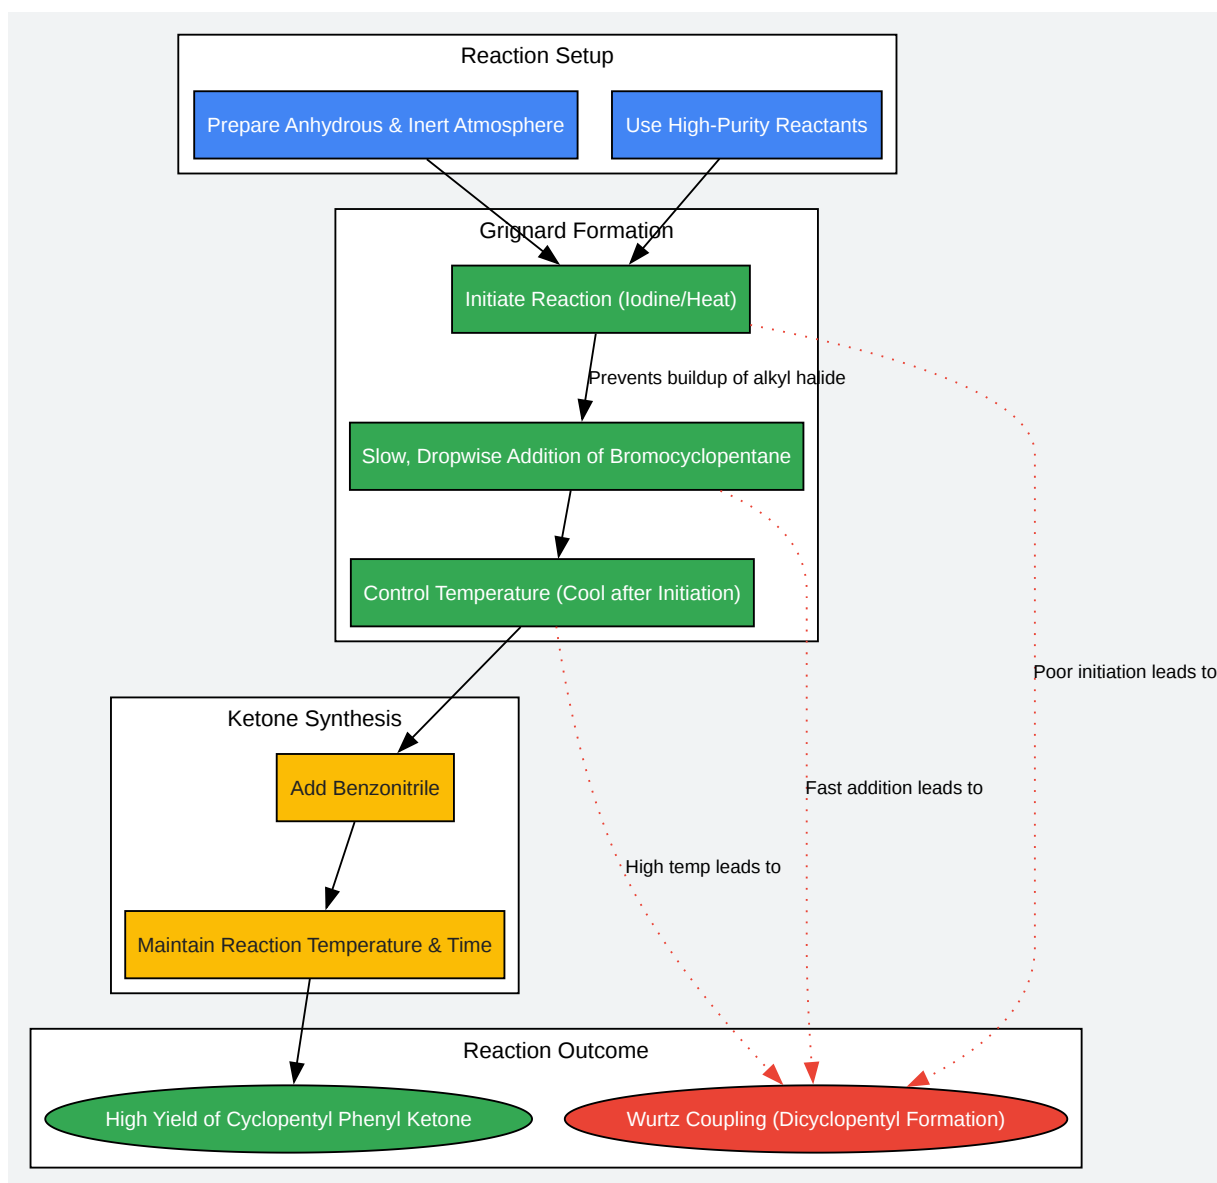 Reaction Setup
Prepare Anhydrous & Inert Atmosphere
Use High-Purity Reactants
Grignard Formation
Initiate Reaction (Iodine/Heat)
Prevents buildup of alkyl halide
Slow, Dropwise Addition of Bromocyclopentane
Control Temperature (Cool after Initiation)
Poor initiation leads to
Ketone Synthesis
Add Benzonitrile
Fast addition leads to
High temp leads to
Maintain Reaction Temperature & Time
Reaction Outcome
High Yield of Cyclopentyl Phenyl Ketone
Wurtz Coupling (Dicyclopentyl Formation)